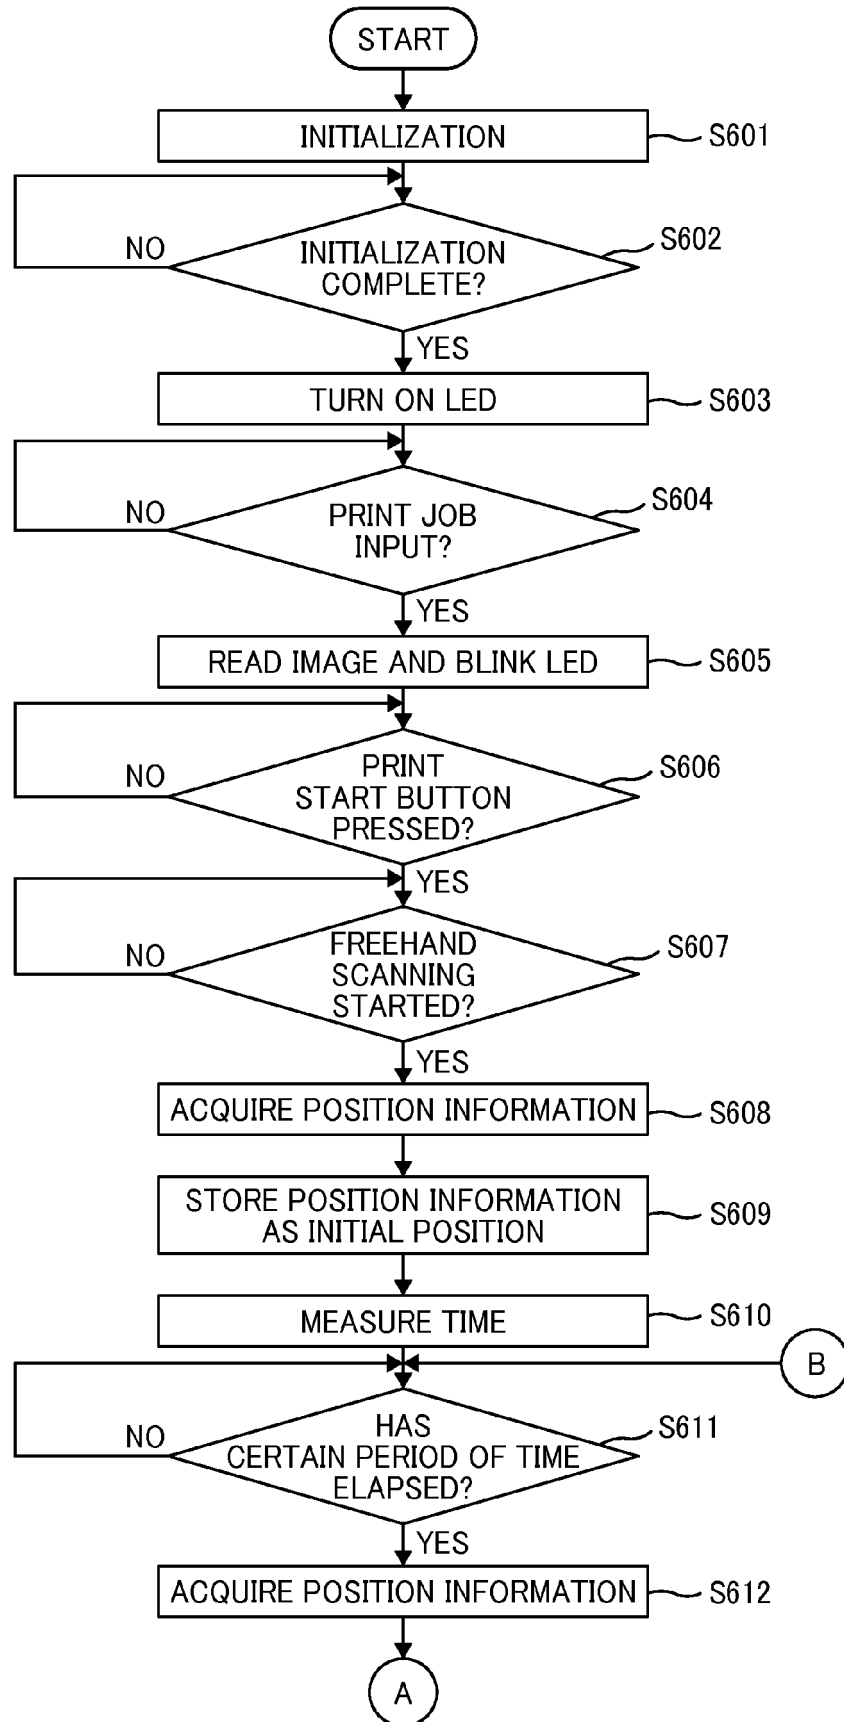 START
INITIALIZATION
S601
NO
INITIALIZATION
COMPLETE?
S602
YES
TURN ON LED
S603
NO
PRINT JOB
INPUT?
S604
YES
READ IMAGE AND BLINK LED
S605
NO
PRINT
START BUTTON
PRESSED?
S606
YES
NO
FREEHAND
SCANNING
STARTED?
S607
YES
ACQUIRE POSITION INFORMATION
S608
STORE POSITION INFORMATION
AS INITIAL POSITION
S609
MEASURE TIME
S610
B
NO
HAS
CERTAIN PERIOD OF TIME
ELAPSED?
S611
YES
ACQUIRE POSITION INFORMATION
S612
A